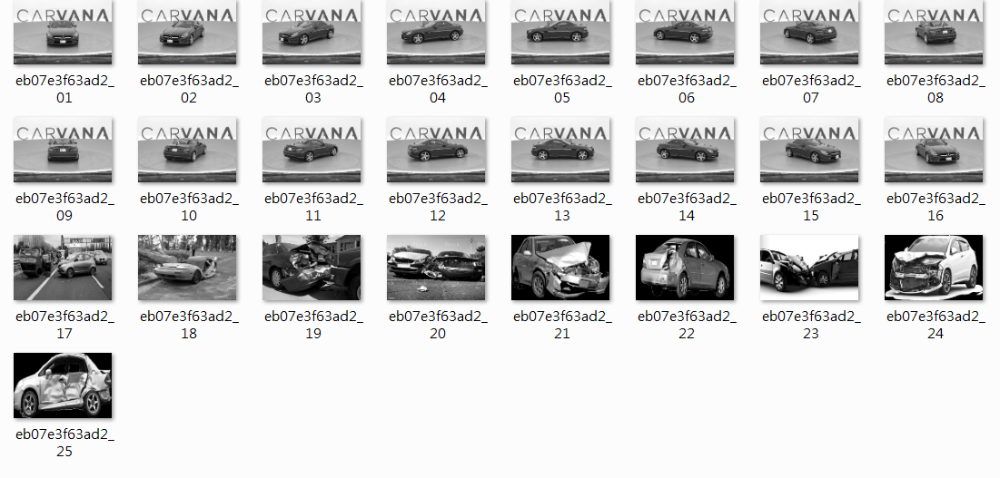 CARVANA CARVANA CARVANA CARVANA CARVANA CARVANA CARVANA CARVANA
eb07e3f63ad2_ eb07e3f63ad2_ eb07e3f63ad2_ eb07e3f63ad2_ eb07e3f63ad2_ eb07e3f63ad2_ eb07e3f63ad2_ eb07e3f63ad2_
01 02 03 04 05 06 07 08
CARVANA CARVANA CARVANA CARVANA CARVANA CARVANA CARVANA CARVANA
eb07e3f63ad2_ eb07e3f63ad2_ eb07e3f63ad2_ eb07e3f63ad2_ eb07e3f63ad2_ eb07e3f63ad2_ eb07e3f63ad2_ eb07e3f63ad2_
09 10 11 12 13 14 15 16
eb07e3f63ad2_ eb07e3f63ad2_ eb07e3f63ad2_ eb07e3f63ad2_ eb07e3f63ad2_ eb07e3f63ad2_ eb07e3f63ad2_ eb07e3f63ad2_
17 18 19 20 21 22 23 24
eb07e3f63ad2_
25